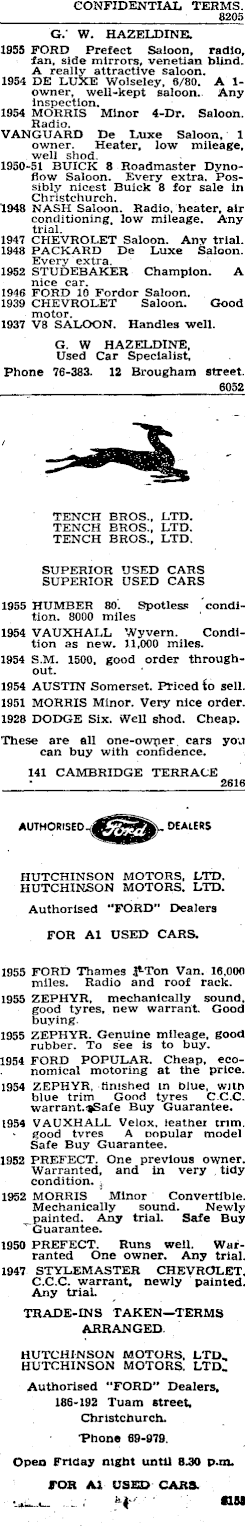 CONFIDENTIAL TERMS.
8205
G. W. HAZELDINE.
1955 FORD Prefect Saloon, radio,
fan, side mirrors, venetian blind.
A really attractive saloon.
1954 DE LUXE Wolseley, 6/80. A 1-
owner, well-kept saloon. Any
inspection.
1954 MORRIS Minor 4-Dr. Saloon.
Radio.
VANGUARD De Luxe Saloon, 1
owner. Heater, low mileage,
well shod.
1950-51 BUICK 8 Roadmaster Dyno-
flow Saloon. Every extra. Pos-
sibly nicest Buick 8 for sale in
Christchurch.
1948 NASH Saloon. Radio, heater, air
conditioning, low mileage. Any
trial.
1947 CHEVROLET Saloon. Any trial.
1948 PACKARD De Luxe Saloon.
Every extra.
1952 STUDEBAKER Champion. A
nice car.
1946 FORD 10 Fordor Saloon.
1939 CHEVROLET Saloon. Good
motor.
1937 V8 SALOON. Handles well.
G. W HAZELDINE,
Used Car Specialist,
Phone 76-383. 12 Brougham street.
6052
TENCH BROS., LTD.
TENCH BROS., LTD.
TENCH BROS., LTD.
SUPERIOR USED CARS
SUPERIOR USED CARS
1955 HUMBER 80. Spotless condi-
tion. 8000 miles
1954 VAUXHALL Wyvern. Condi-
tion as new. 11,000 miles.
1954 S.M. 1500, good order through-
out.
1954 AUSTIN Somerset. Priced to sell.
1951 MORRIS Minor. Very nice order.
1928 DODGE Six. Well shod. Cheap.
These are all one-owner cars you
can buy with confidence.
141 CAMBRIDGE TERRACE
2616
AUTHORISED Ford DEALERS
HUTCHINSON MOTORS, LTD.
HUTCHINSON MOTORS, LTD.
Authorised "FORD" Dealers
FOR A1 USED CARS.
1955 FORD Thames Ton Van. 16,000
miles. Radio and roof rack.
1955 ZEPHYR, mechanically sound,
good tyres, new warrant. Good
buying.
1955 ZEPHYR. Genuine mileage, good
rubber. To see is to buy.
1954 FORD POPULAR. Cheap, eco-
nomical motoring at the price.
1954 ZEPHYR, finished in blue, with
blue trim Good tyres C.C.C.
warrant. Safe Buy Guarantee.
1954 VAUXHALL Velox, leather trim,
good tyres A popular model
Safe Buy Guarantee.
1952 PREFECT. One previous owner.
Warranted, and in very tidy
condition.
1952 MORRIS Minor Convertible.
Mechanically sound. Newly
painted. Any trial. Safe Buy
Guarantee.
1950 PREFECT. Runs well. War-
ranted One owner. Any trial.
1947 STYLEMASTER CHEVROLET.
C.C.C. warrant, newly painted.
Any trial.
TRADE-INS TAKEN—TERMS
ARRANGED.
HUTCHINSON MOTORS, LTD.
HUTCHINSON MOTORS, LTD.
Authorised "FORD" Dealers,
186-192 Tuam street,
Christchurch.
Phone 69-979.
Open Friday night until 8.30 p.m.
FOR A1 USED CARS.